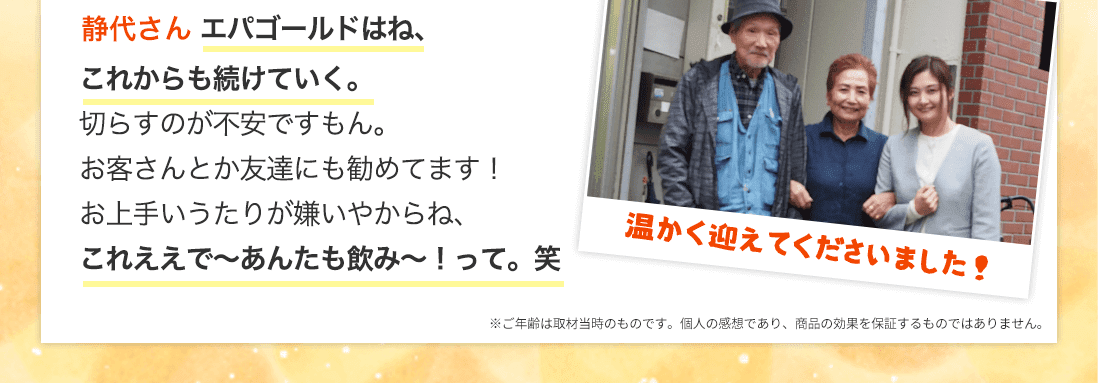 静代さん エパゴールドはね、
これからも続けていく。
切らすのが不安ですもん。
お客さんとか友達にも勧めてます！
お上手いうたりが嫌いやからね、
これええで〜あんたも飲み〜！って。笑
温かく迎えてくださいました！
※ご年齢は取材当時のものです。個人の感想であり、商品の効果を保証するものではありません。